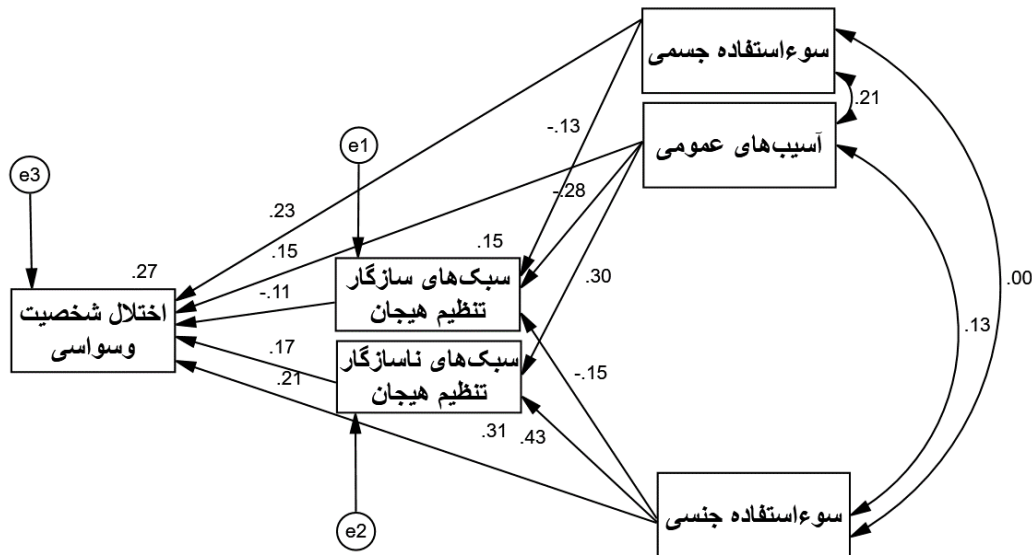 سوءاستفاده جسمی
.21
آسیب‌های عمومی
-.13
e1
e3
-.28
.23
.15
.15
.30
.27
سبک‌های سازگار
تنظیم هیجان
.00
-.11
اختلال شخصیت
وسواسی
.13
.17
سبک‌های ناسازگار
تنظیم هیجان
-.15
.21
.31
.43
سوءاستفاده جنسی
e2